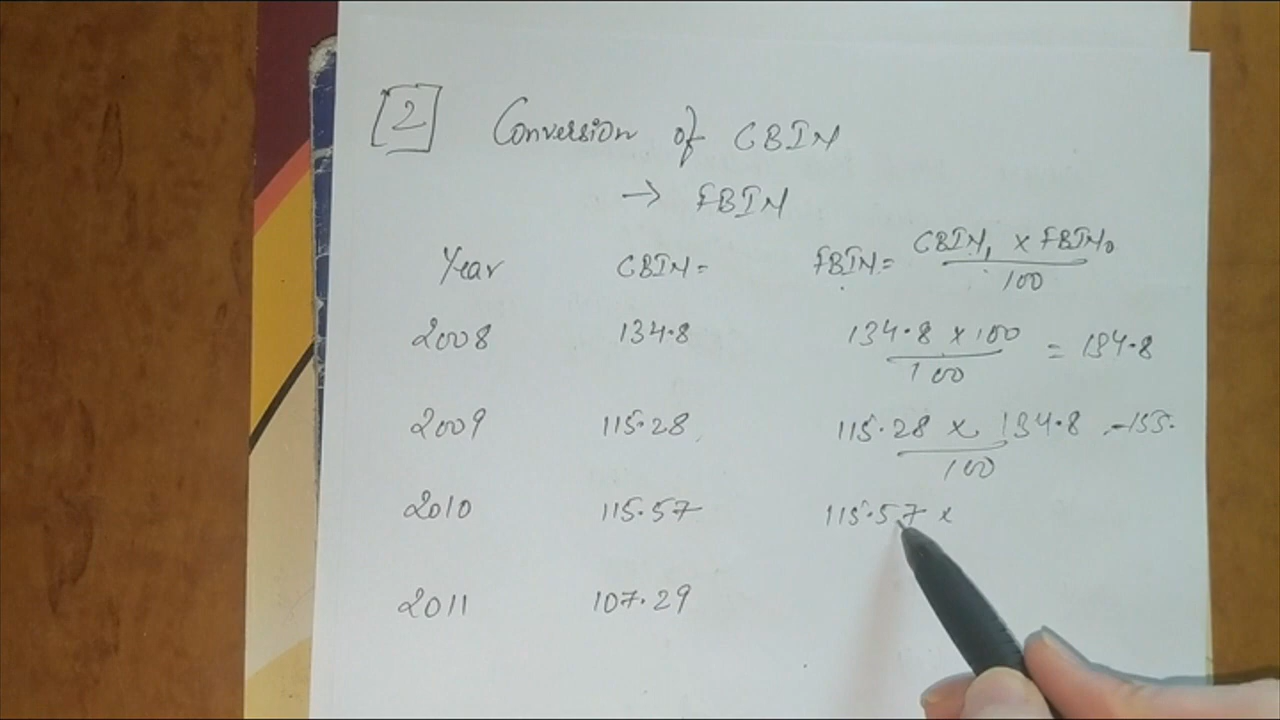 2 Conversion of CBIN
→ FBIN
Year CBIN = FBIN = CBIN₁ x FBIN₀ / 100
2008 134.8 134.8 x 100 / 100 = 134.8
2009 115.28 115.28 x 134.8 / 100 = 155.
2010 115.57 115.57 x
2011 107.29